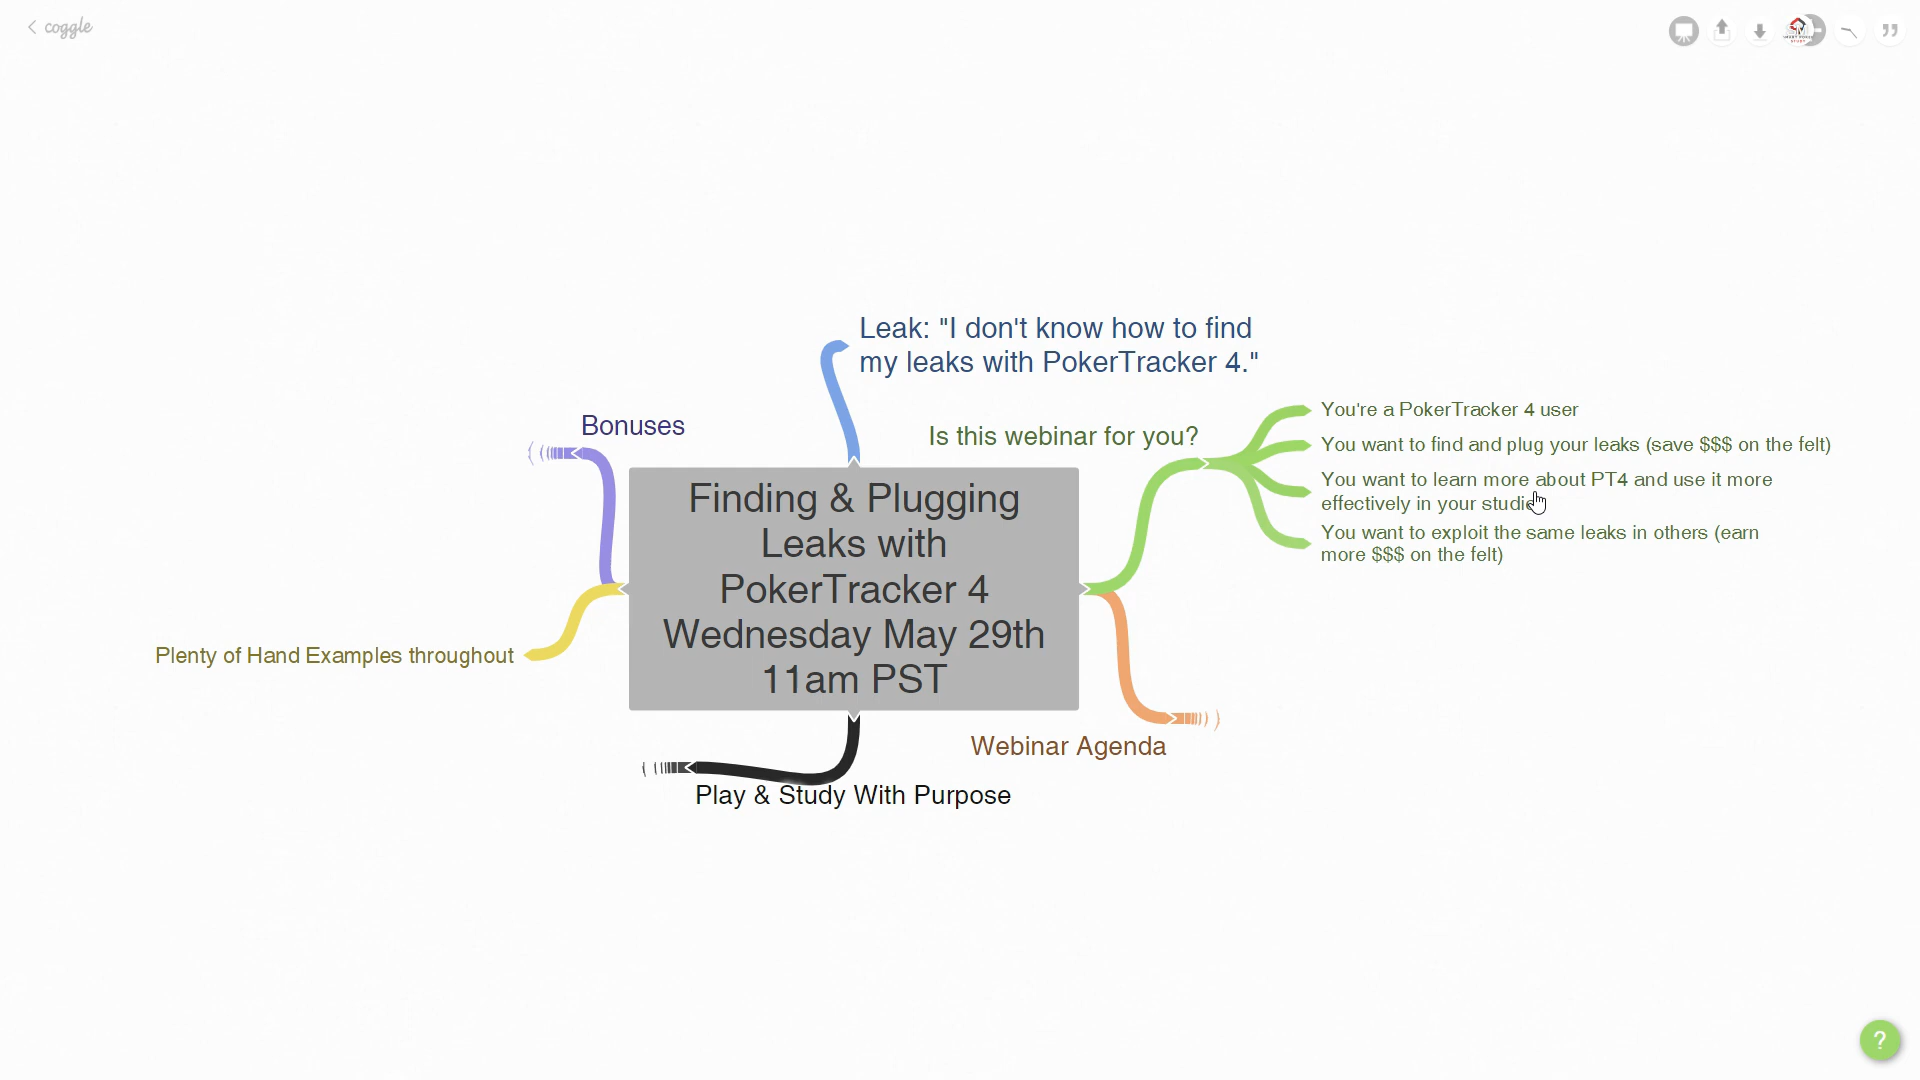 coggle
Leak: "I don't know how to find
my leaks with PokerTracker 4."
Is this webinar for you?
You're a PokerTracker 4 user
You want to find and plug your leaks (save $$$ on the felt)
You want to learn more about PT4 and use it more
effectively in your studie
You want to exploit the same leaks in others (earn
more $$$ on the felt)
Bonuses
Finding & Plugging
Leaks with
PokerTracker 4
Wednesday May 29th
11am PST
Plenty of Hand Examples throughout
Webinar Agenda
Play & Study With Purpose
?